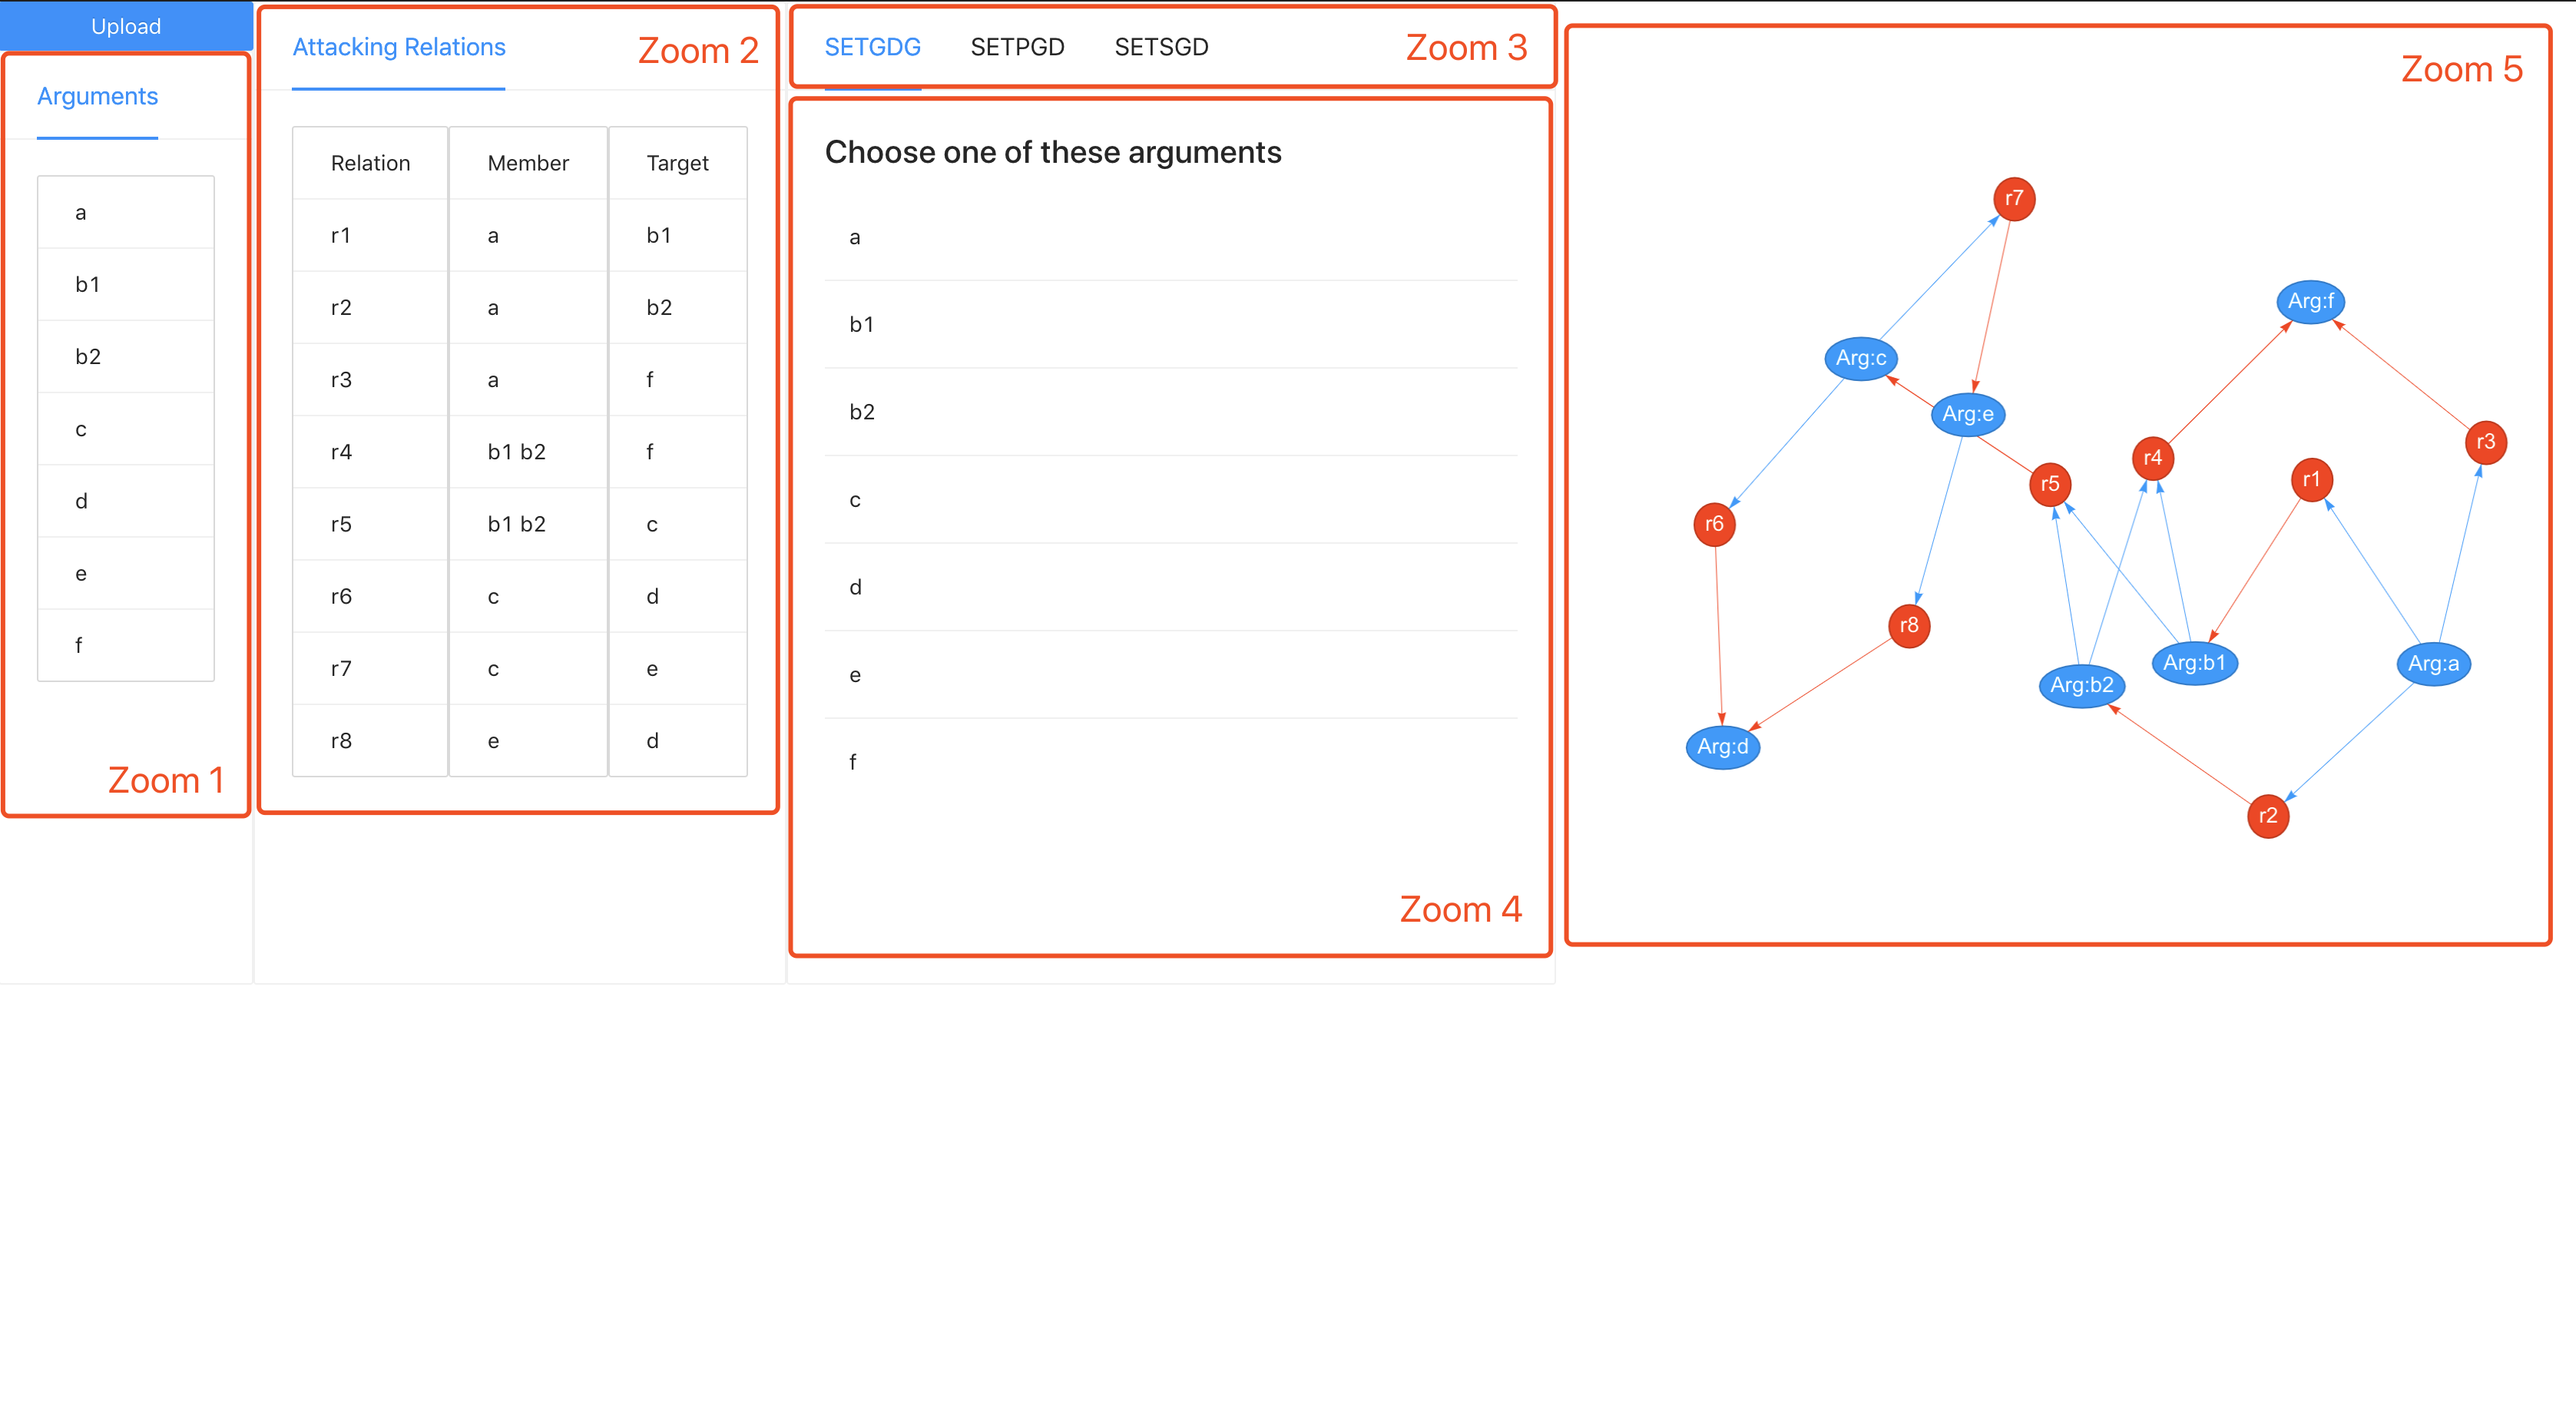 Upload
Arguments
a
b1
b2
c
d
e
f
Zoom 1
Attacking Relations
Zoom 2
Relation Member Target
r1 a b1
r2 a b2
r3 a f
r4 b1 b2 f
r5 b1 b2 c
r6 c d
r7 c e
r8 e d
SETGDG SETPGD SETSGD
Zoom 3
Choose one of these arguments
a
b1
b2
c
d
e
f
Zoom 4
Zoom 5
r7
Arg:f
Arg:c
Arg:e
r3
r4
r1
r5
r6
r8
Arg:b1
Arg:a
Arg:b2
Arg:d
r2